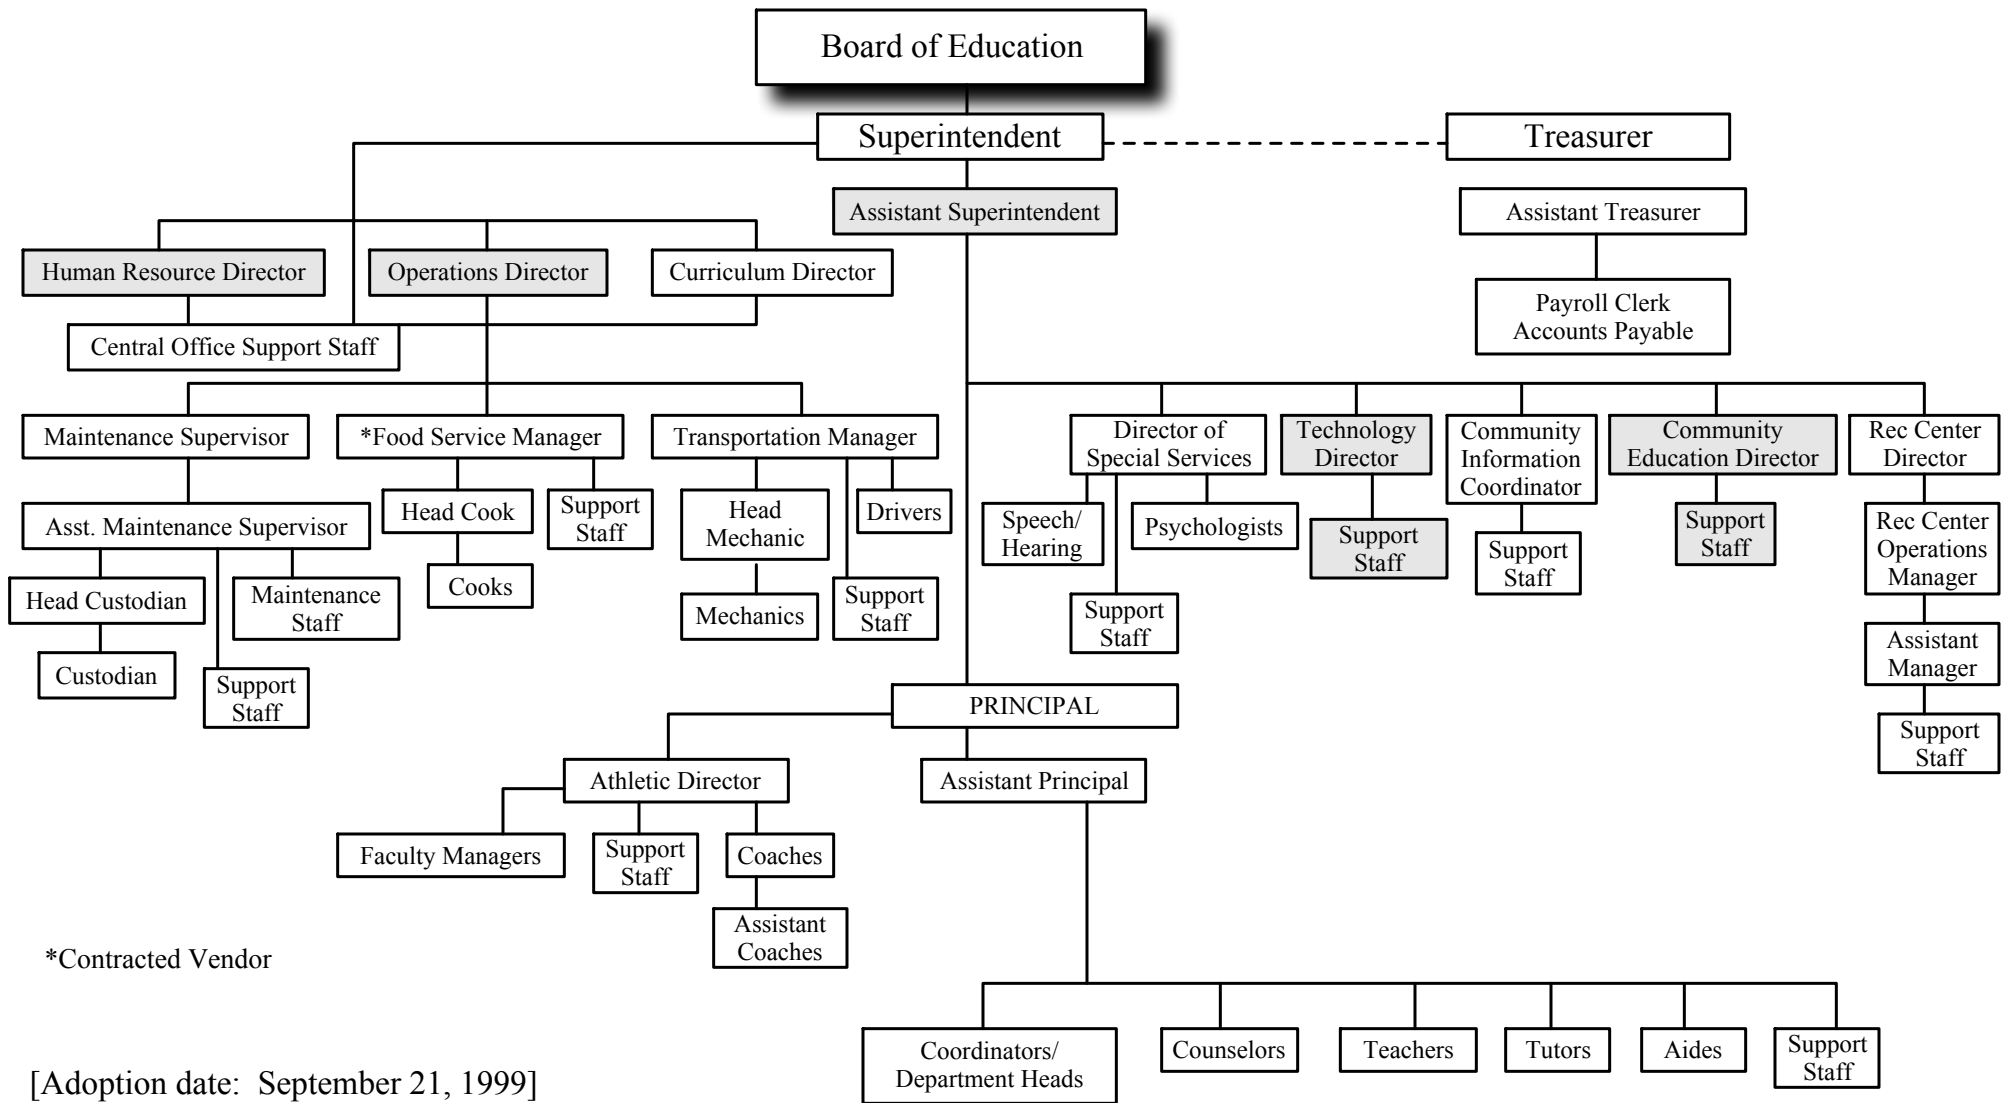 Board of Education
Superintendent
Treasurer
Assistant Superintendent
Assistant Treasurer
Human Resource Director
Operations Director
Curriculum Director
Payroll Clerk
Accounts Payable
Central Office Support Staff
Maintenance Supervisor
*Food Service Manager
Transportation Manager
Director of
Special Services
Technology
Director
Community
Information
Coordinator
Community
Education Director
Rec Center
Director
Asst. Maintenance Supervisor
Head Cook
Support
Staff
Head
Mechanic
Drivers
Speech/
Hearing
Psychologists
Support
Staff
Support
Staff
Support
Staff
Rec Center
Operations
Manager
Head Custodian
Maintenance
Staff
Cooks
Mechanics
Support
Staff
Support
Staff
Assistant
Manager
Custodian
Support
Staff
PRINCIPAL
Support
Staff
Athletic Director
Assistant Principal
Faculty Managers
Support
Staff
Coaches
Assistant
Coaches
*Contracted Vendor
Coordinators/
Department Heads
Counselors
Teachers
Tutors
Aides
Support
Staff
[Adoption date: September 21, 1999]